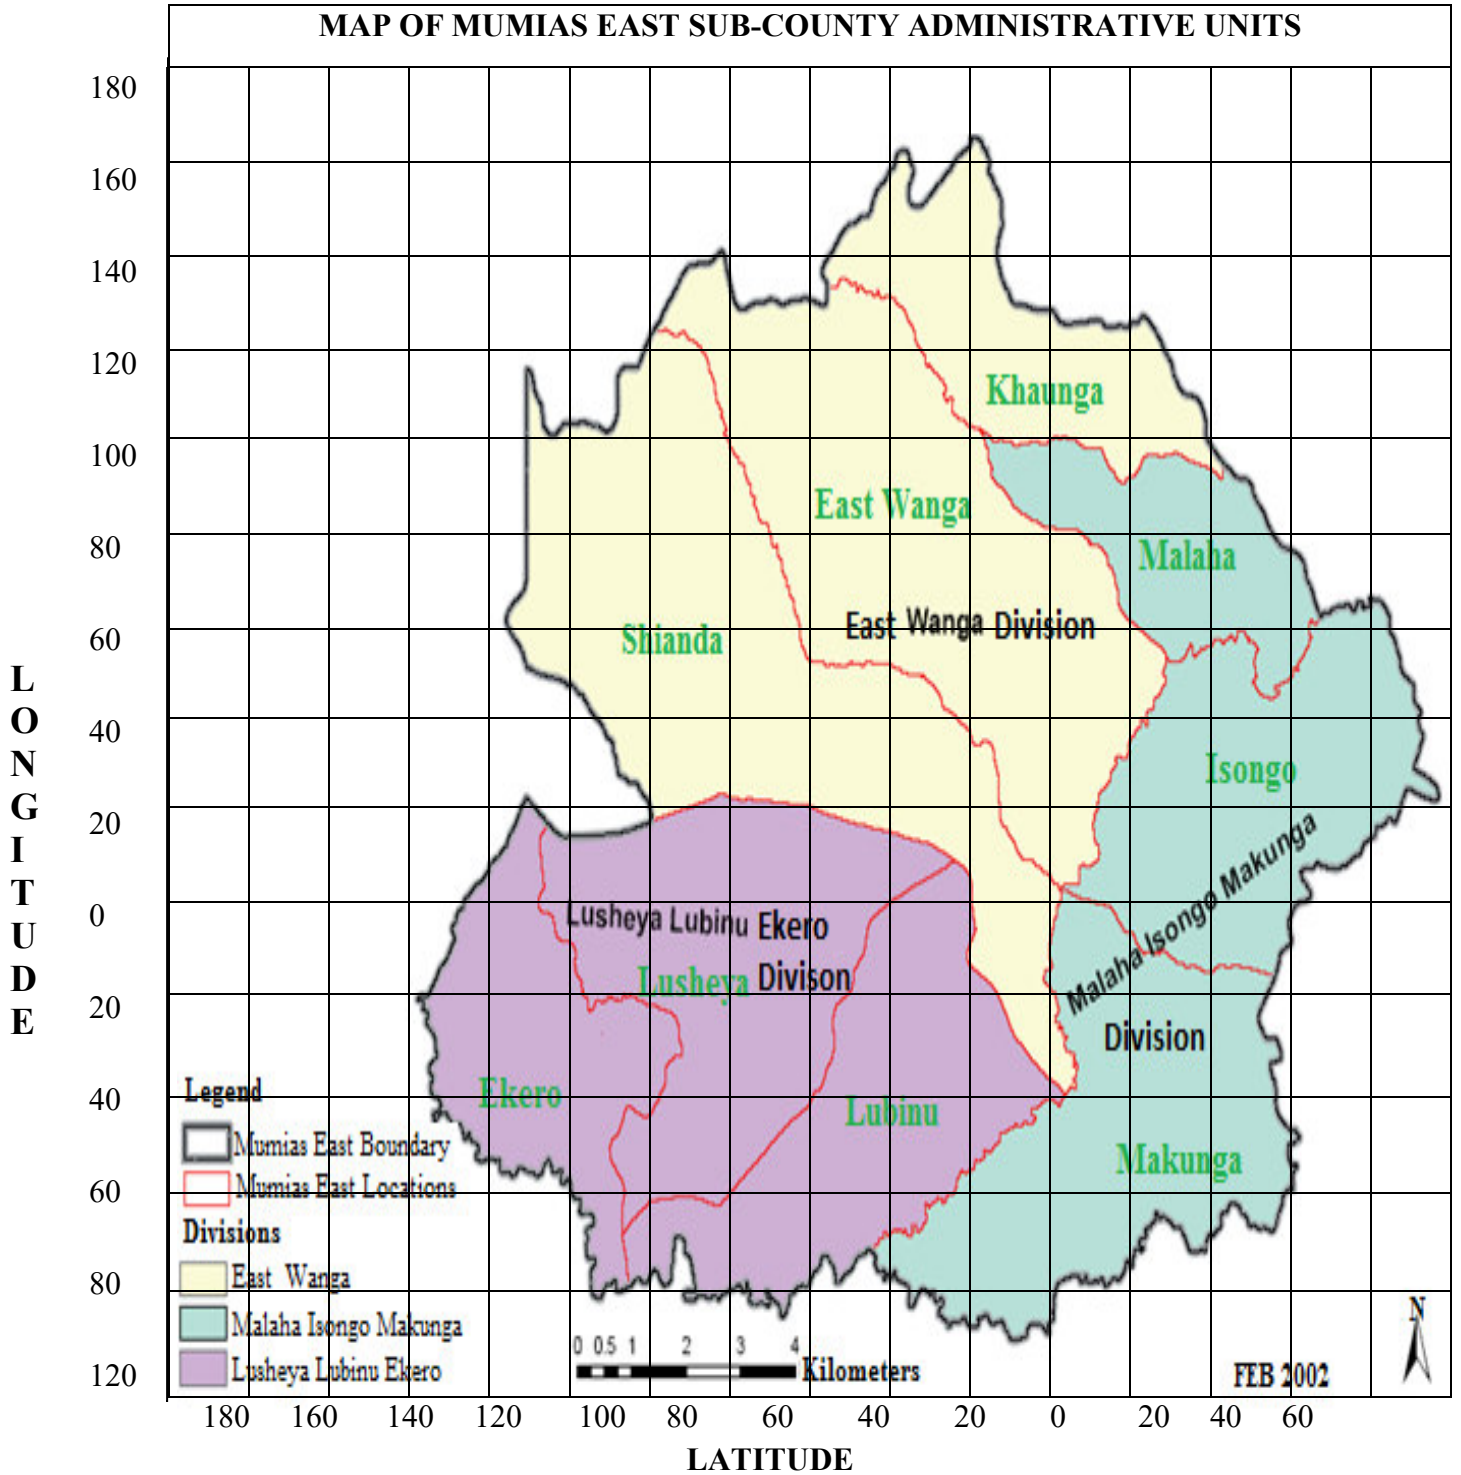 MAP OF MUMIAS EAST SUB-COUNTY ADMINISTRATIVE UNITS
180
160
140
120
100
80
60
40
20
0
20
40
60
80
120
LONGITUDE
Khaunga
East Wanga
Malaha
East Wanga Division
Shianda
Isongo
Malaha Isongo Makunga
Division
Lusheya Lubinu Ekero
Divison
Lusheya
Ekero
Lubinu
Makunga
Legend
Mumias East Boundary
Mumias East Locations
Divisions
East Wanga
Malaha Isongo Makunga
Lusheya Lubinu Ekero
0 0.5 1 2 3 4
Kilometers
N
FEB 2002
180 160 140 120 100 80 60 40 20 0 20 40 60
LATITUDE